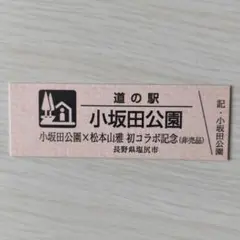 道の駅
小坂田公園
小坂田公園×松本山雅 初コラボ記念(非売品)
長野県塩尻市
記・小坂田公園